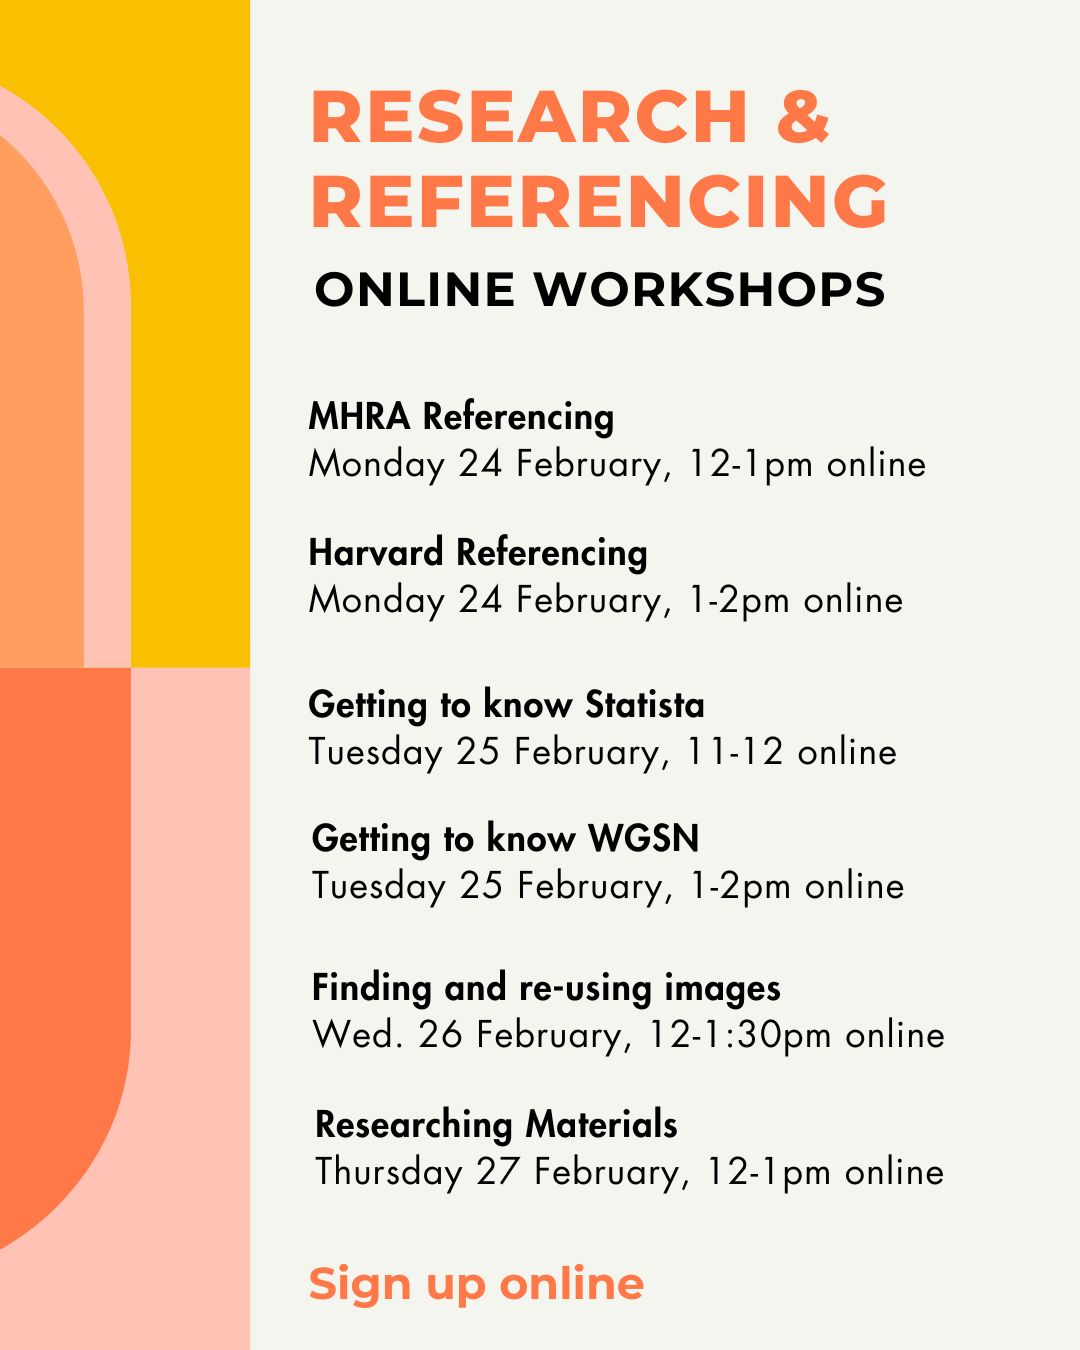 RESEARCH &
REFERENCING
ONLINE WORKSHOPS
MHRA Referencing
Monday 24 February, 12-1pm online
Harvard Referencing
Monday 24 February, 1-2pm online
Getting to know Statista
Tuesday 25 February, 11-12 online
Getting to know WGSN
Tuesday 25 February, 1-2pm online
Finding and re-using images
Wed. 26 February, 12-1:30pm online
Researching Materials
Thursday 27 February, 12-1pm online
Sign up online